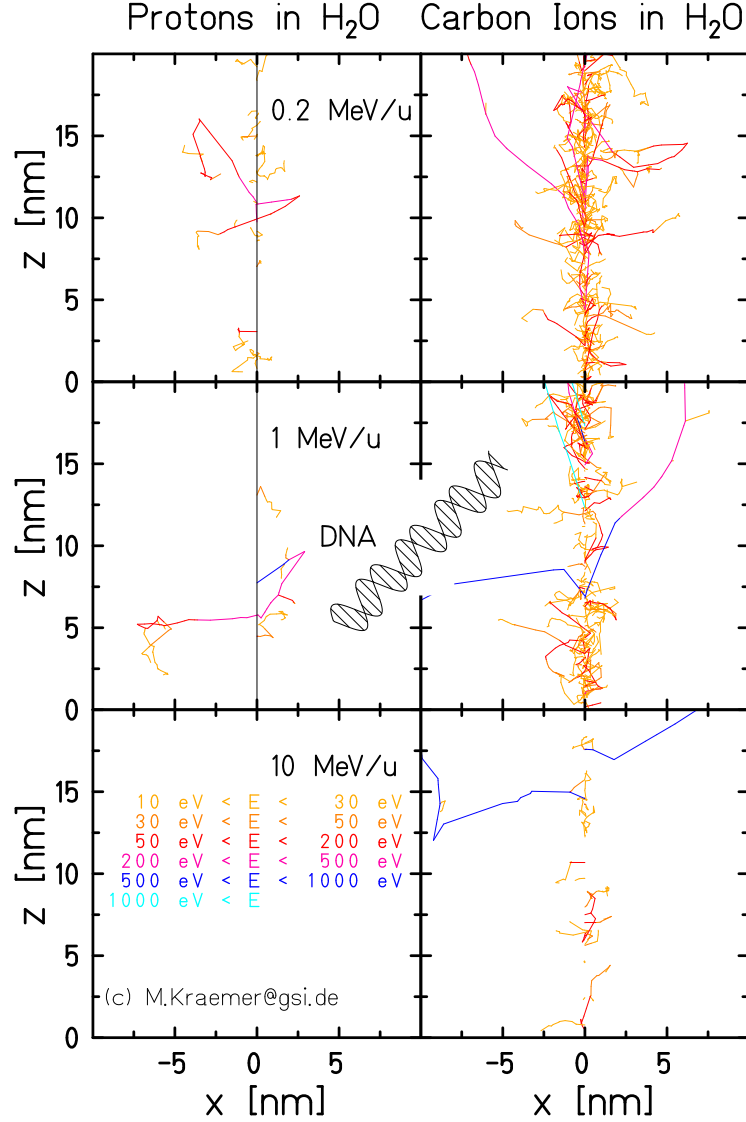 Protons in H2O
Carbon Ions in H2O
0.2 MeV/u
15
10
5
0
z [nm]
1 MeV/u
DNA
15
10
5
0
z [nm]
10 MeV/u
10 eV < E < 30 eV
30 eV < E < 50 eV
50 eV < E < 200 eV
200 eV < E < 500 eV
500 eV < E < 1000 eV
1000 eV < E
15
10
5
0
z [nm]
(c) M.Kraemer@gsi.de
-5 0 5
-5 0 5
x [nm]
x [nm]